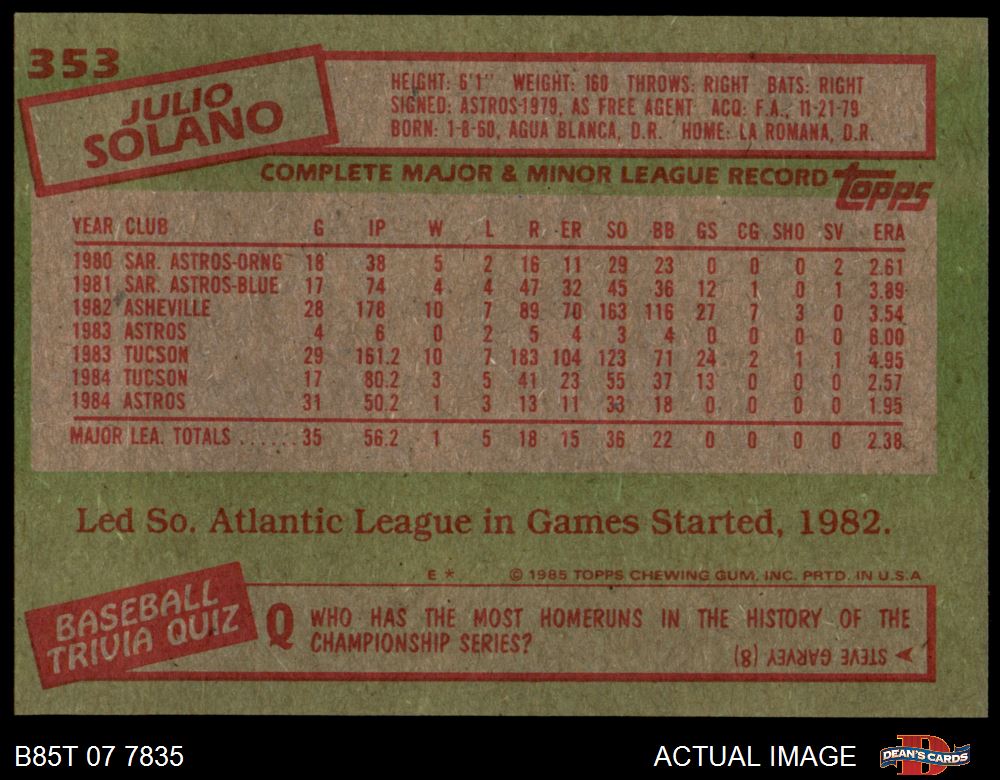 353
JULIO
SOLANO
HEIGHT: 6'1" WEIGHT: 160 THROWS: RIGHT BATS: RIGHT
SIGNED: ASTROS-1979, AS FREE AGENT ACQ: F.A., 11-21-79
BORN: 1-8-60, AGUA BLANCA, D.R. HOME: LA ROMANA, D.R.
COMPLETE MAJOR & MINOR LEAGUE RECORD topps
YEAR CLUB G IP W L R ER SO BB GS CG SHO SV ERA
1980 SAR. ASTROS-ORNG 18 38 5 2 16 11 29 23 0 0 0 2 2.61
1981 SAR. ASTROS-BLUE 17 74 4 4 47 32 45 36 12 1 0 1 3.89
1982 ASHEVILLE 28 178 10 7 89 70 163 116 27 7 3 0 3.54
1983 ASTROS 4 6 0 2 5 4 3 4 0 0 0 0 6.00
1983 TUCSON 29 161.2 10 7 183 104 123 71 24 2 1 1 4.95
1984 TUCSON 17 80.2 3 5 41 23 55 37 13 0 0 0 2.57
1984 ASTROS 31 50.2 1 3 13 11 33 18 0 0 0 0 1.95
MAJOR LEA. TOTALS ...... 35 56.2 1 5 18 15 36 22 0 0 0 0 2.38
Led So. Atlantic League in Games Started, 1982.
E * © 1985 TOPPS CHEWING GUM, INC. PRTD. IN U.S.A
BASEBALL
TRIVIA QUIZ
Q WHO HAS THE MOST HOMERUNS IN THE HISTORY OF THE
CHAMPIONSHIP SERIES?
STEVE GARVEY (8)
B85T 07 7835
ACTUAL IMAGE
DEAN'S CARDS